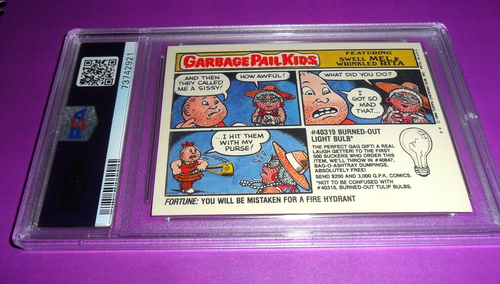 GARBAGE PAIL KIDS
FEATURING
SWELL MEL &
WRINKLED RITA
AND THEN
THEY CALLED
ME A SISSY!
HOW AWFUL!
WHAT DID YOU DO?
I GOT
SO MAD
THAT...
...I HIT THEM
WITH MY
PURSE!
#40319 BURNED-OUT
LIGHT BULB*
THE PERFECT GAG GIFT! A REAL
LAUGH GETTER! TO THE FIRST
500 SUCKERS WHO ORDER THIS
ITEM, WE'LL THROW IN #40847,
BAG-O-ASHTRAY DUMPINGS,
ABSOLUTELY FREE!
SEND $200 AND 3,000 G.P.K. COMICS.
*NOT TO BE CONFUSED WITH
#40318, BURNED-OUT TULIP BULBS.
FORTUNE: YOU WILL BE MISTAKEN FOR A FIRE HYDRANT
73742921
PSA